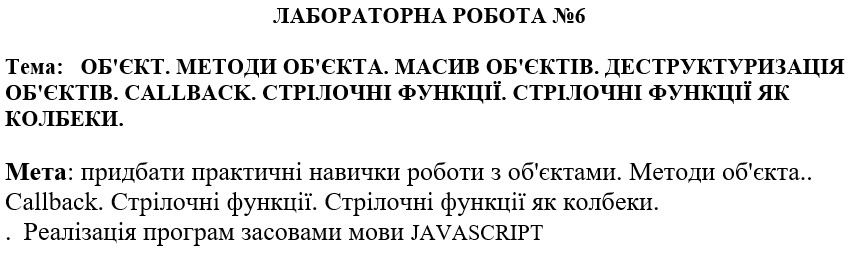 ЛАБОРАТОРНА РОБОТА №6
Тема: ОБ'ЄКТ. МЕТОДИ ОБ'ЄКТА. МАСИВ ОБ'ЄКТІВ. ДЕСТРУКТУРИЗАЦІЯ
ОБ'ЄКТІВ. CALLBACK. СТРІЛОЧНІ ФУНКЦІЇ. СТРІЛОЧНІ ФУНКЦІЇ ЯК
КОЛБЕКИ.
Мета: придбати практичні навички роботи з об'єктами. Методи об'єкта..
Callback. Стрілочні функції. Стрілочні функції як колбеки.
. Реалізація програм засовами мови JAVASCRIPT